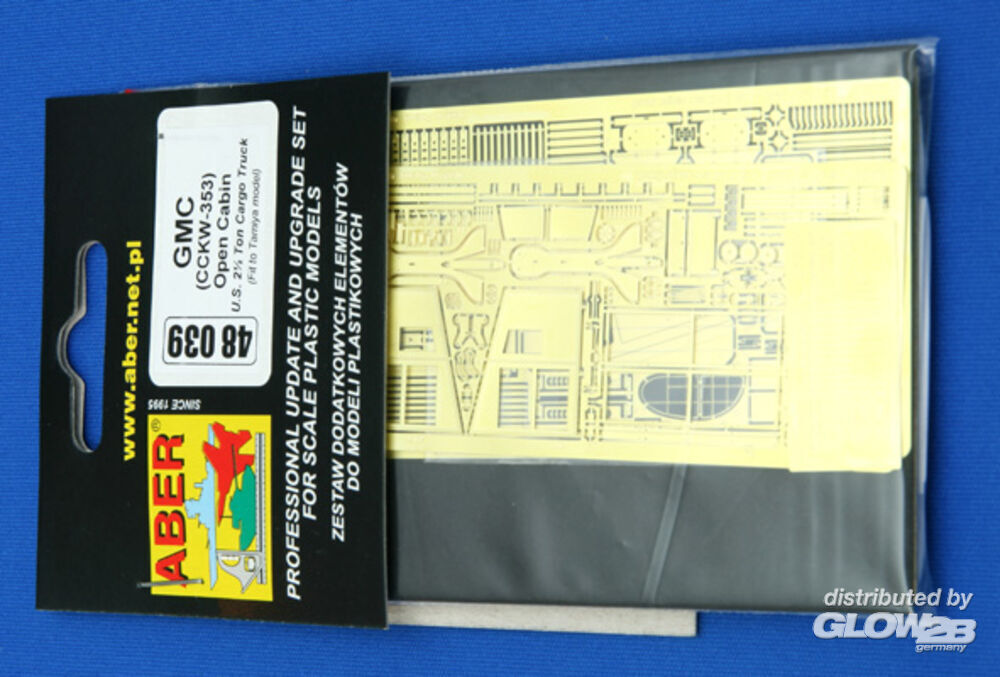 www.aber.net.pl
GMC
(CCKW-353)
Open Cabin
U.S. 2½ Ton Cargo Truck
(Fit to Tamiya model)
48 039
SINCE 1995
ABER®
PROFESSIONAL UPDATE AND UPGRADE SET
FOR SCALE PLASTIC MODELS
ZESTAW DODATKOWYCH ELEMENTÓW
DO MODELI PLASTIKOWYCH
distributed by
GLOW2B
germany